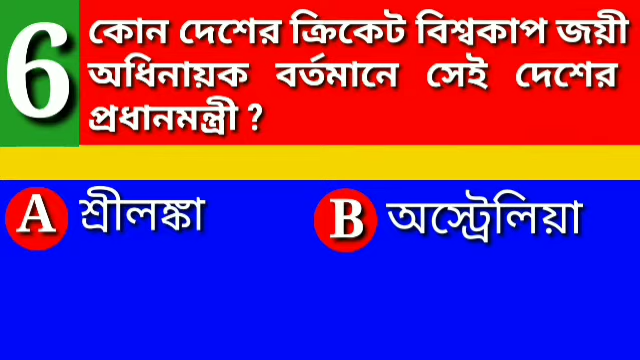 6
কোন দেশের ক্রিকেট বিশ্বকাপ জয়ী
অধিনায়ক বর্তমানে সেই দেশের
প্রধানমন্ত্রী ?
A শ্রীলঙ্কা
B অস্ট্রেলিয়া